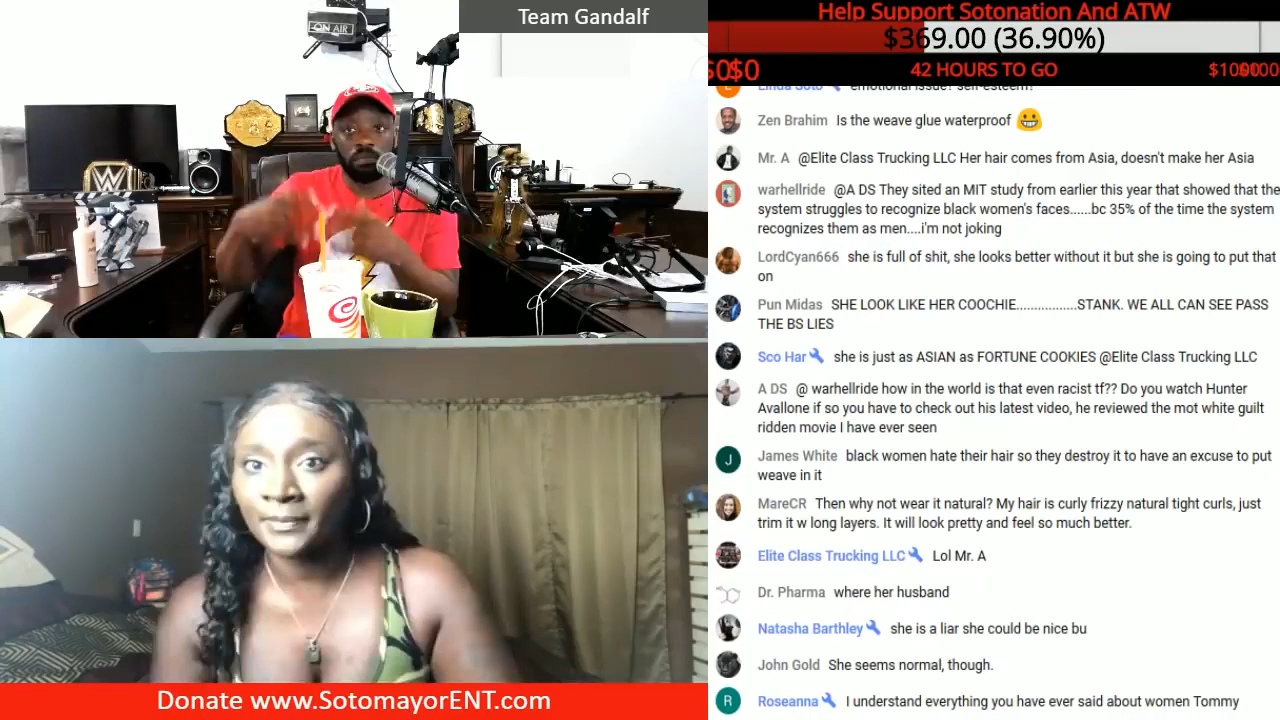 Team Gandalf
ON AIR
W
Donate www.SotomayorENT.com
Help Support Sotonation And ATW
$369.00 (36.90%)
$0 42 HOURS TO GO $1000
Linda Soto emotional issue? self-esteem?
Zen Brahim Is the weave glue waterproof 😀
Mr. A @Elite Class Trucking LLC Her hair comes from Asia, doesn't make her Asia
warhellride @A DS They sited an MIT study from earlier this year that showed that the
system struggles to recognize black women's faces......bc 35% of the time the system
recognizes them as men....i'm not joking
LordCyan666 she is full of shit, she looks better without it but she is going to put that
on
Pun Midas SHE LOOK LIKE HER COOCHIE.................STANK. WE ALL CAN SEE PASS
THE BS LIES
Sco Har she is just as ASIAN as FORTUNE COOKIES @Elite Class Trucking LLC
A DS @ warhellride how in the world is that even racist tf?? Do you watch Hunter
Avallone if so you have to check out his latest video, he reviewed the mot white guilt
ridden movie I have ever seen
J James White black women hate their hair so they destroy it to have an excuse to put
weave in it
MareCR Then why not wear it natural? My hair is curly frizzy natural tight curls, just
trim it w long layers. It will look pretty and feel so much better.
Elite Class Trucking LLC Lol Mr. A
Dr. Pharma where her husband
Natasha Barthley she is a liar she could be nice bu
John Gold She seems normal, though.
R Roseanna I understand everything you have ever said about women Tommy